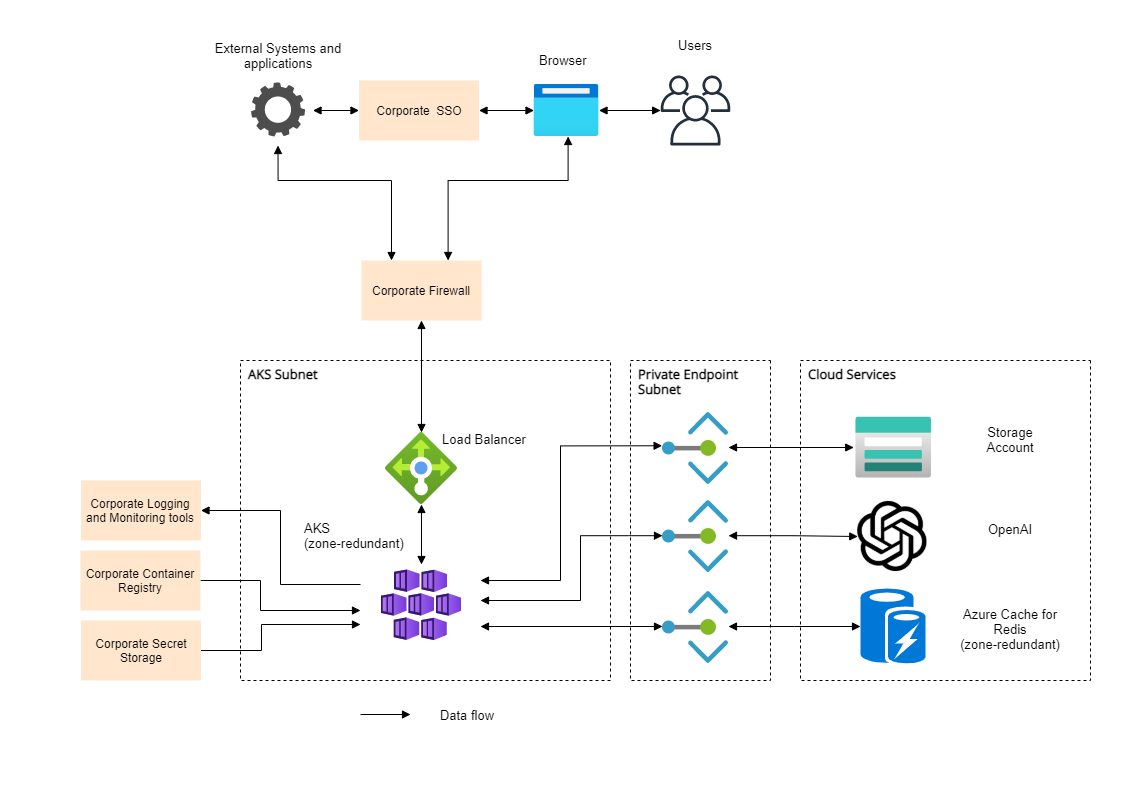 External Systems and
applications
Corporate  SSO
Browser
Users
Corporate Firewall
AKS Subnet
Private Endpoint
Subnet
Cloud Services
Load Balancer
Storage
Account
Corporate Logging
and Monitoring tools
AKS
(zone-redundant)
OpenAI
Corporate Container
Registry
Corporate Secret
Storage
Azure Cache for
Redis
(zone-redundant)
Data flow